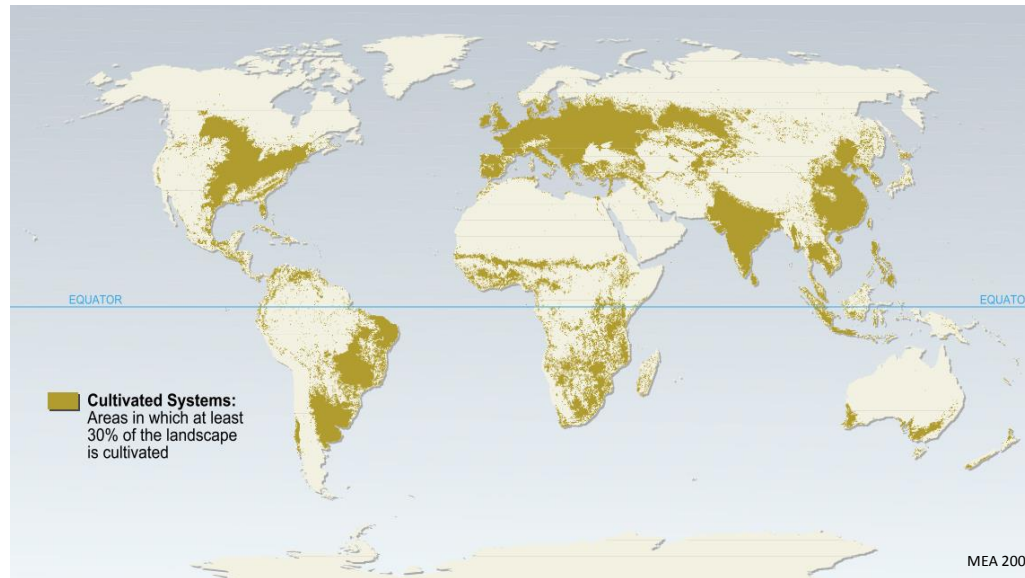 EQUATOR
EQUATO
Cultivated Systems:
Areas in which at least
30% of the landscape
is cultivated
MEA 200